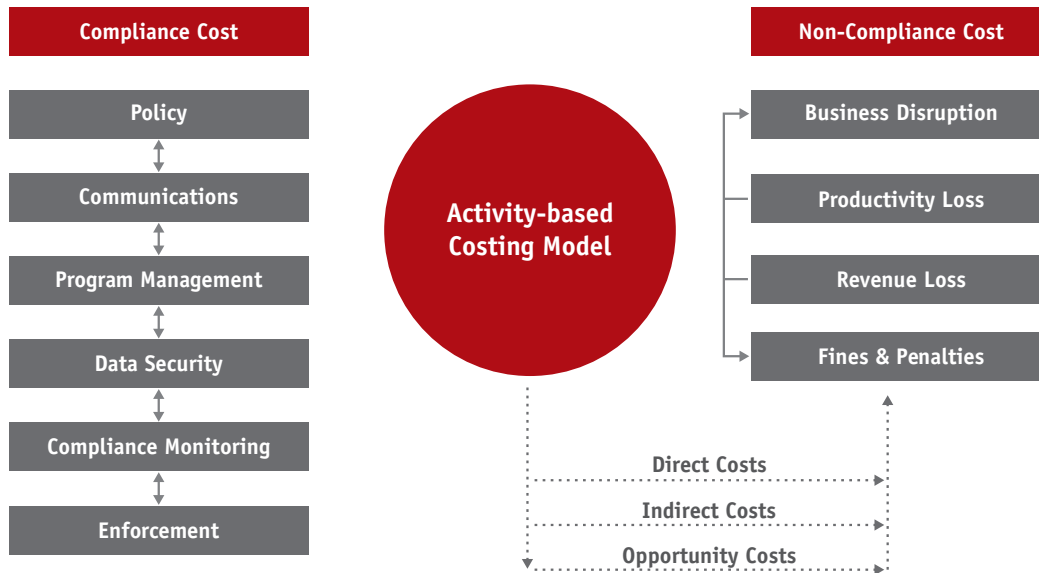 Compliance Cost
Policy
Communications
Program Management
Data Security
Compliance Monitoring
Enforcement
Activity-based
Costing Model
Non-Compliance Cost
Business Disruption
Productivity Loss
Revenue Loss
Fines & Penalties
Direct Costs
Indirect Costs
Opportunity Costs